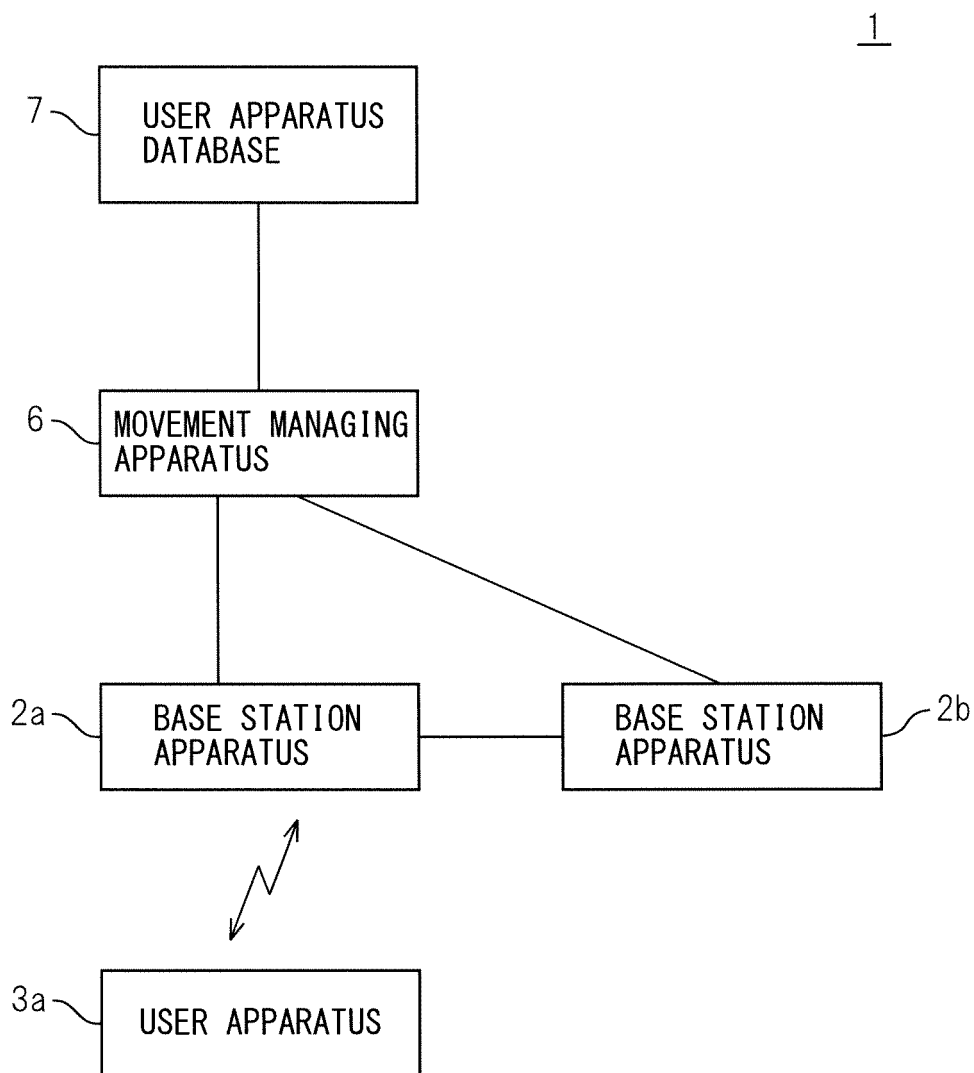 1
7
USER APPARATUS
DATABASE
6
MOVEMENT MANAGING
APPARATUS
2a
BASE STATION
APPARATUS
BASE STATION
APPARATUS
2b
3a
USER APPARATUS